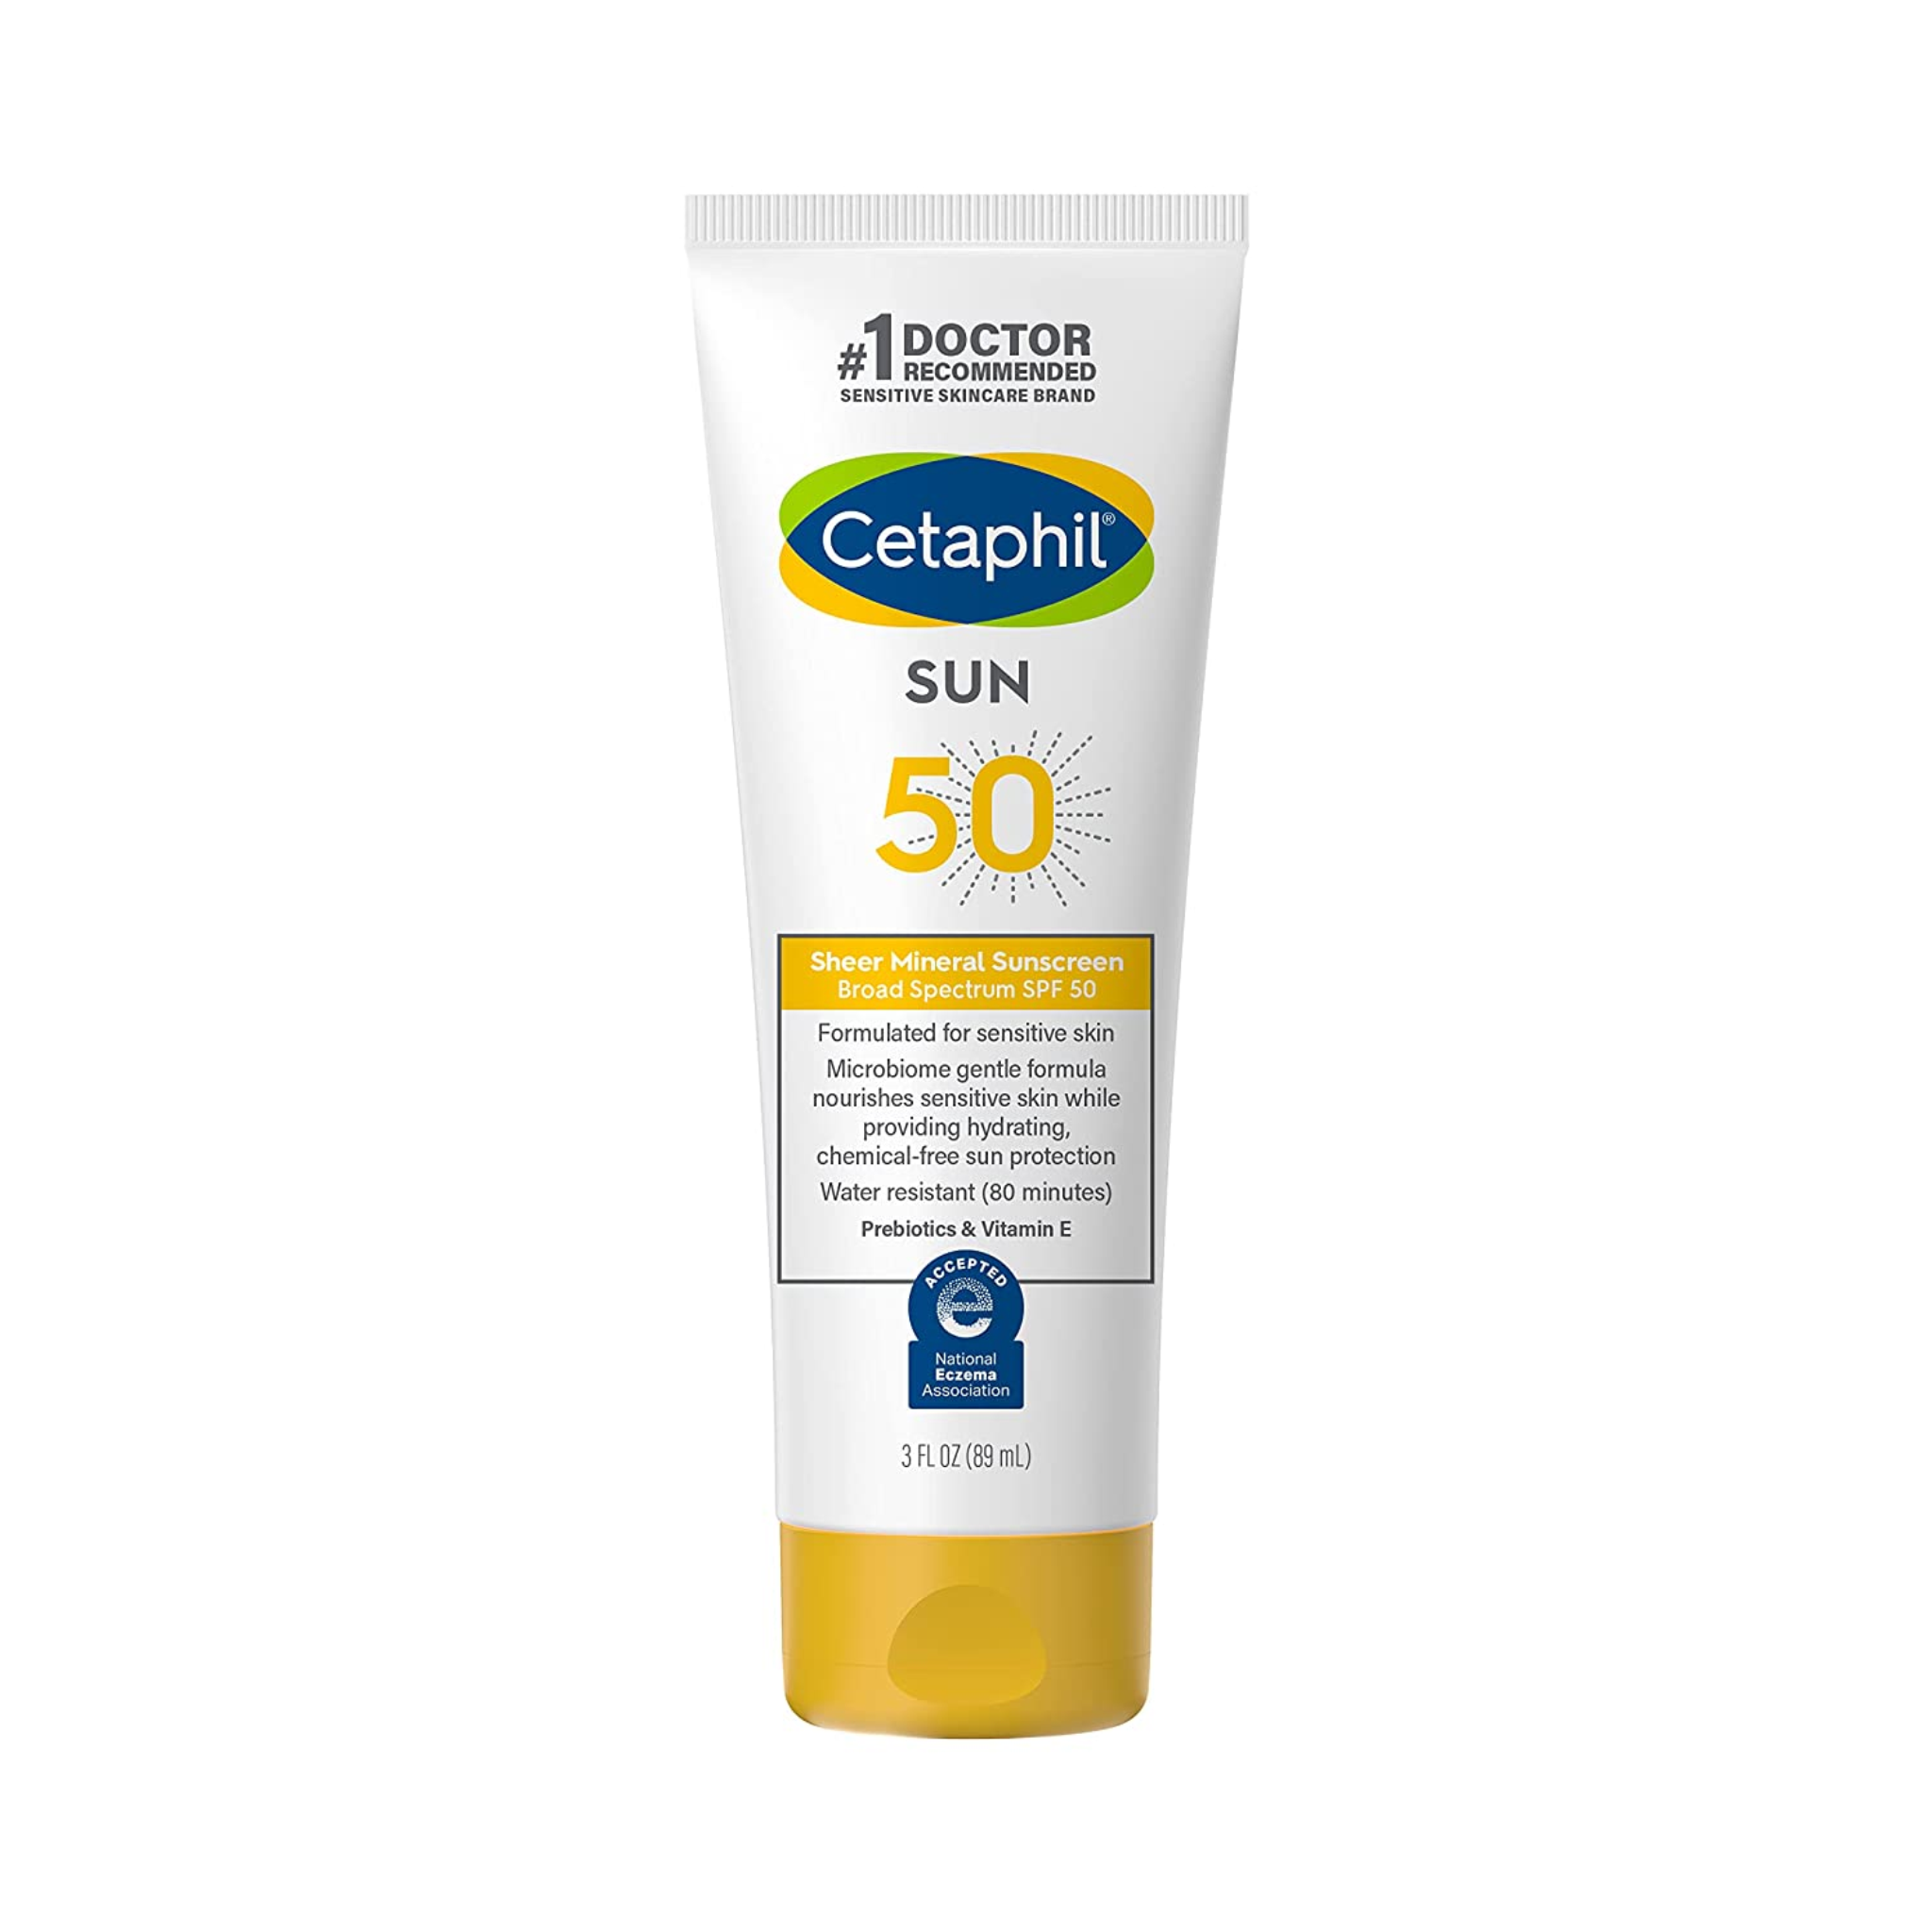 #1 DOCTOR
RECOMMENDED
SENSITIVE SKINCARE BRAND
Cetaphil®
SUN
50
Sheer Mineral Sunscreen
Broad Spectrum SPF 50
Formulated for sensitive skin
Microbiome gentle formula
nourishes sensitive skin while
providing hydrating,
chemical-free sun protection
Water resistant (80 minutes)
Prebiotics & Vitamin E
ACCEPTED
e
National
Eczema
Association
3 FL OZ (89 mL)